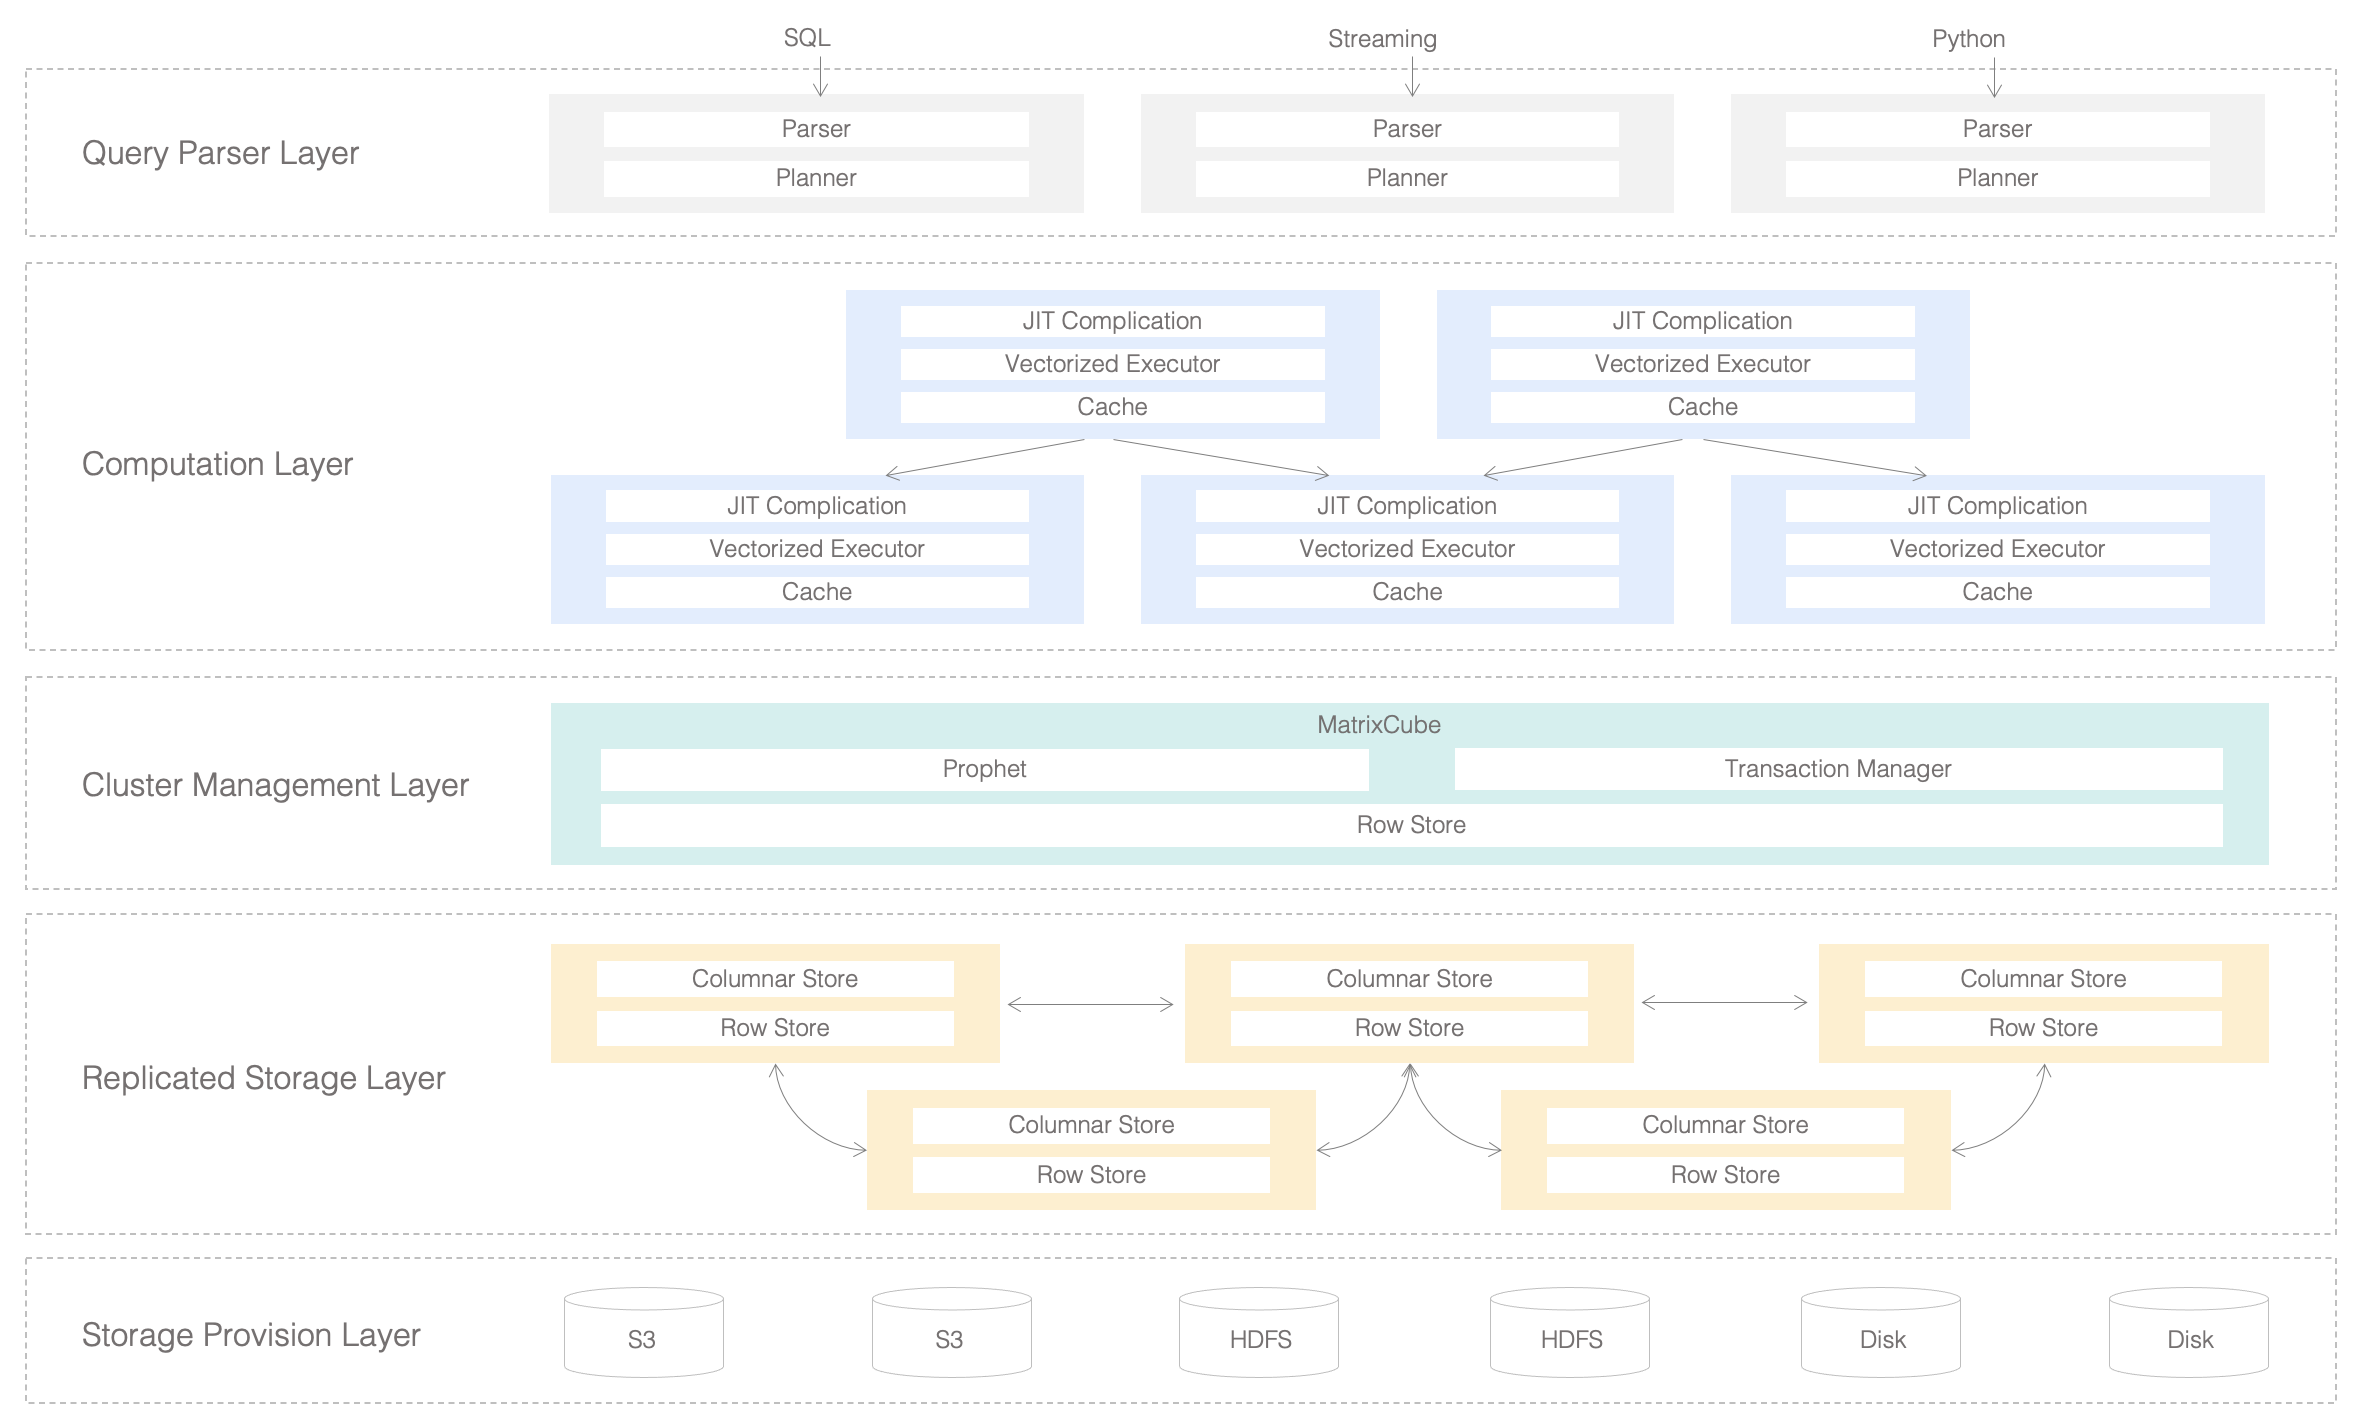 SQL
Streaming
Python
Query Parser Layer
Parser
Planner
Parser
Planner
Parser
Planner
Computation Layer
JIT Complication
Vectorized Executor
Cache
JIT Complication
Vectorized Executor
Cache
JIT Complication
Vectorized Executor
Cache
JIT Complication
Vectorized Executor
Cache
JIT Complication
Vectorized Executor
Cache
Cluster Management Layer
MatrixCube
Prophet
Transaction Manager
Row Store
Replicated Storage Layer
Columnar Store
Row Store
Columnar Store
Row Store
Columnar Store
Row Store
Columnar Store
Row Store
Columnar Store
Row Store
Storage Provision Layer
S3
S3
HDFS
HDFS
Disk
Disk